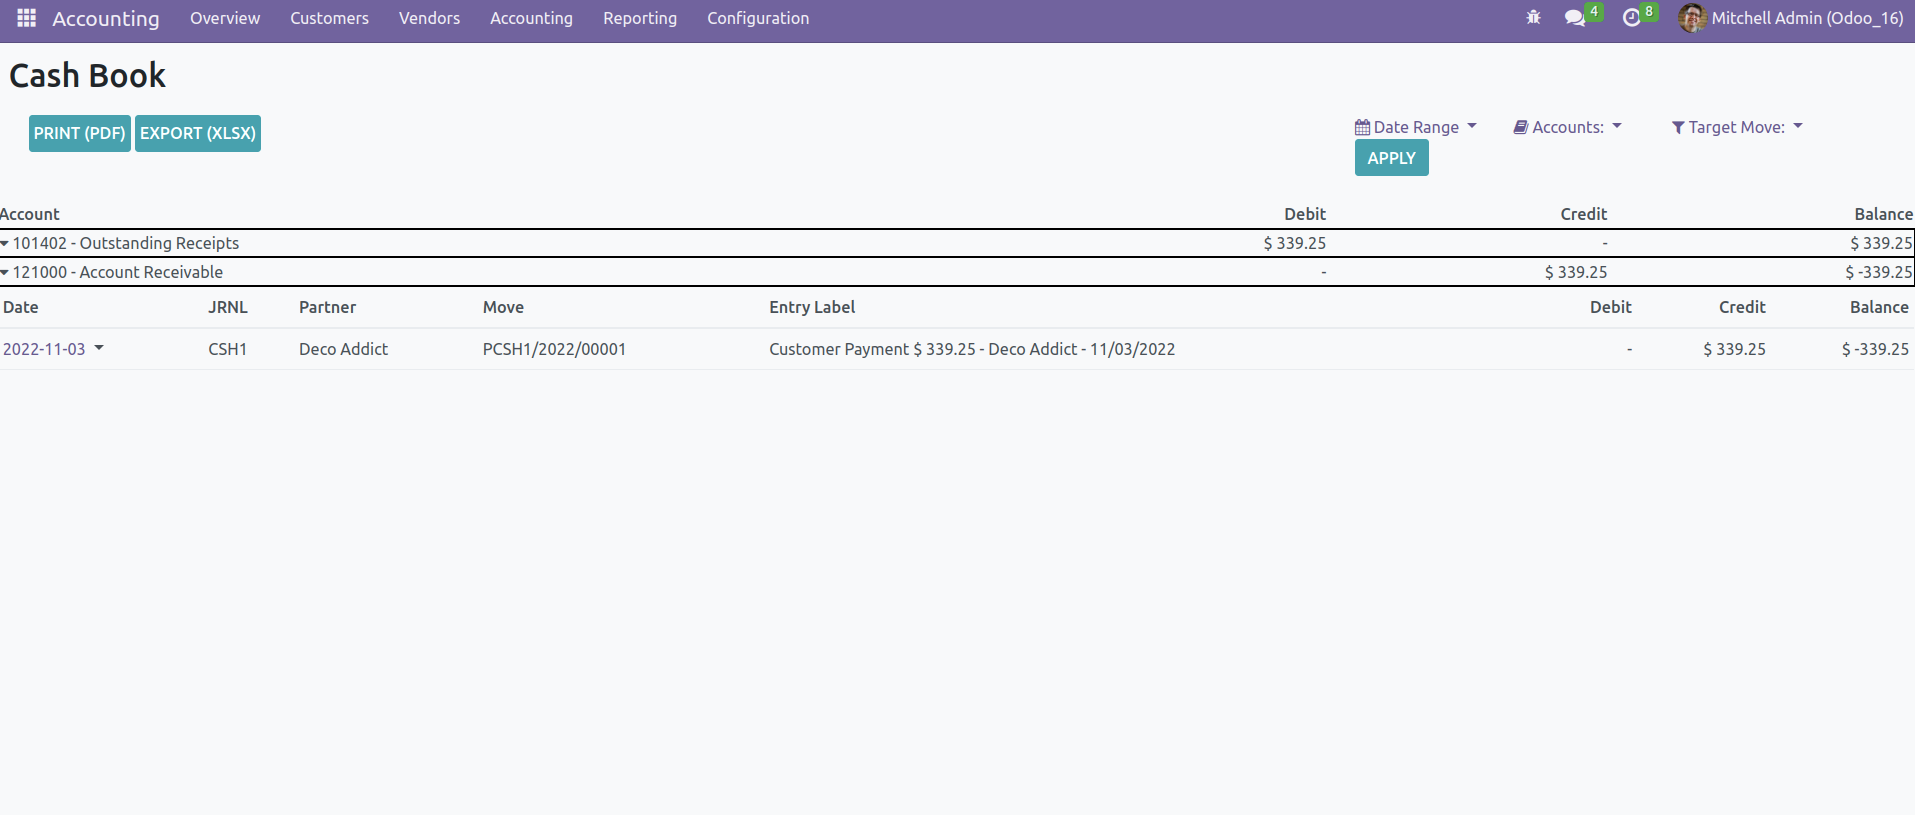 Accounting Overview Customers Vendors Accounting Reporting Configuration 4 8 Mitchell Admin (Odoo_16)
Cash Book
PRINT (PDF) EXPORT (XLSX) Date Range Accounts: Target Move:
APPLY
Account Debit Credit Balance
101402 - Outstanding Receipts $ 339.25 - $ 339.25
121000 - Account Receivable - $ 339.25 $ -339.25
Date JRNL Partner Move Entry Label Debit Credit Balance
2022-11-03 CSH1 Deco Addict PCSH1/2022/00001 Customer Payment $ 339.25 - Deco Addict - 11/03/2022 - $ 339.25 $ -339.25